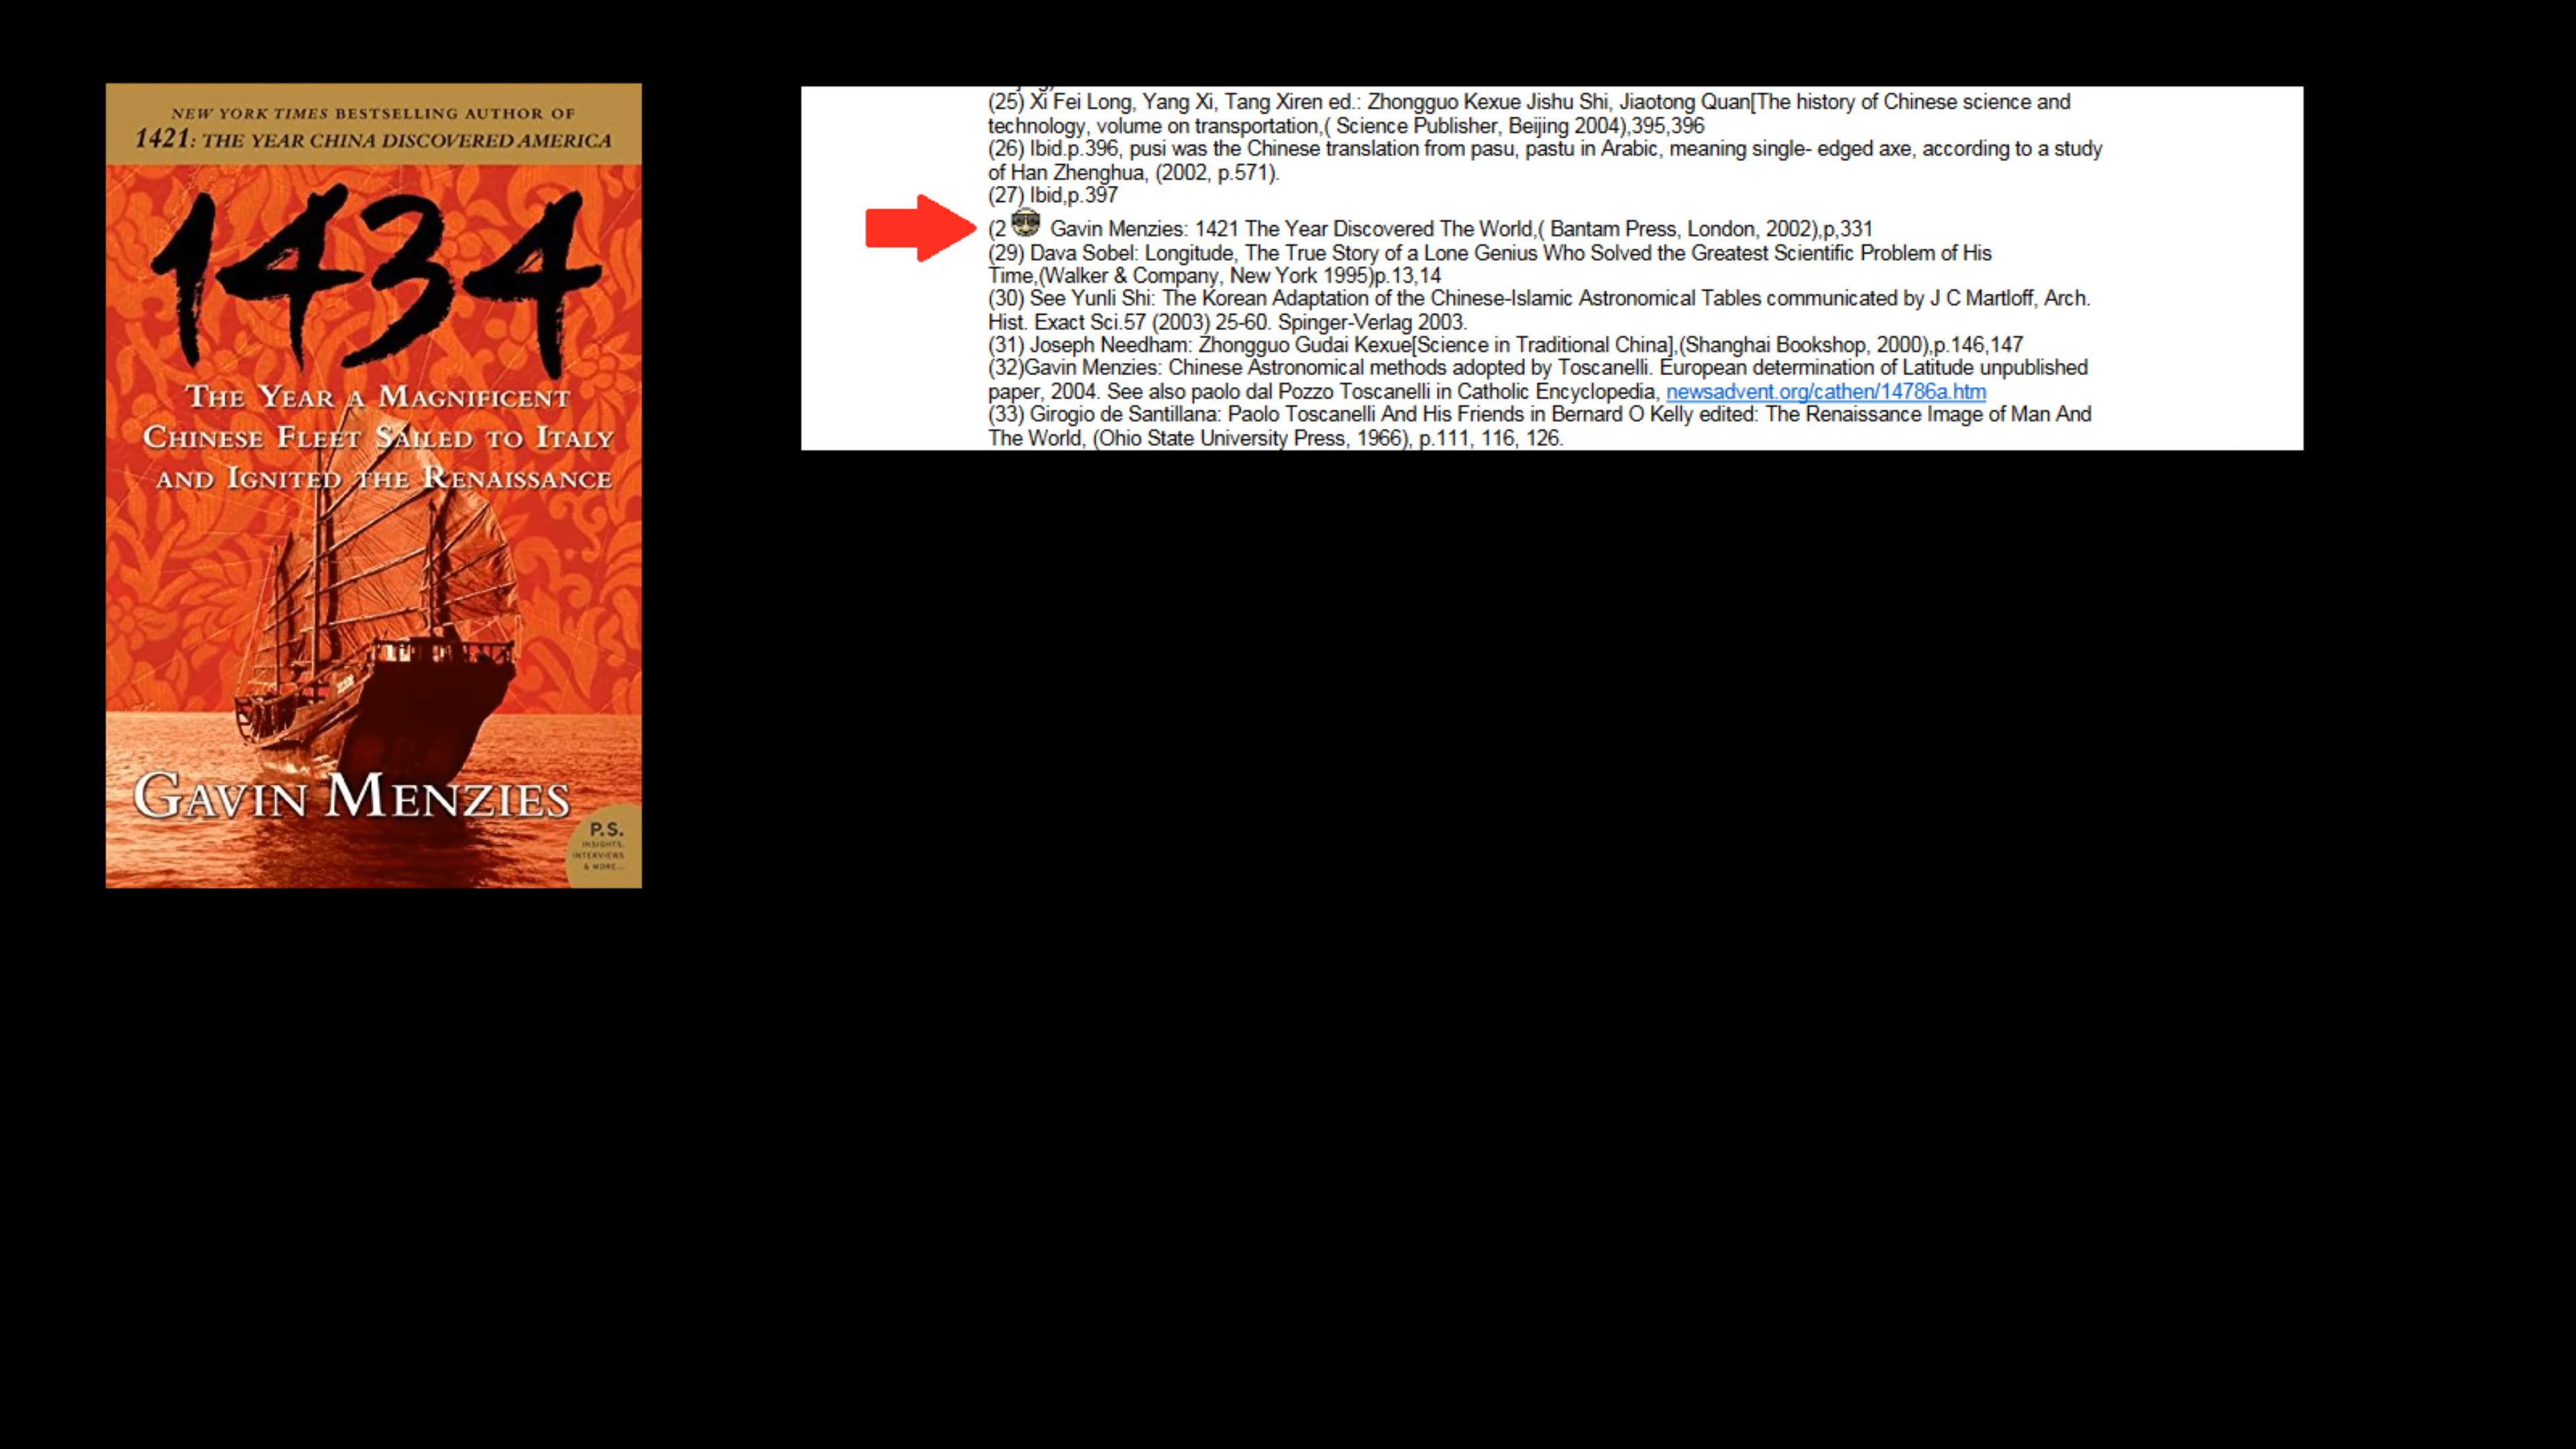 NEW YORK TIMES BESTSELLING AUTHOR OF
1421: THE YEAR CHINA DISCOVERED AMERICA
1434
THE YEAR A MAGNIFICENT
CHINESE FLEET SAILED TO ITALY
AND IGNITED THE RENAISSANCE
GAVIN MENZIES
P.S.
INSIGHTS,
INTERVIEWS
& MORE...
(25) Xi Fei Long, Yang Xi, Tang Xiren ed.: Zhongguo Kexue Jishu Shi, Jiaotong Quan[The history of Chinese science and
technology, volume on transportation,( Science Publisher, Beijing 2004),395,396
(26) Ibid.p.396, pusi was the Chinese translation from pasu, pastu in Arabic, meaning single- edged axe, according to a study
of Han Zhenghua, (2002, p.571).
(27) Ibid,p.397
(2 Gavin Menzies: 1421 The Year Discovered The World,( Bantam Press, London, 2002),p,331
(29) Dava Sobel: Longitude, The True Story of a Lone Genius Who Solved the Greatest Scientific Problem of His
Time,(Walker & Company, New York 1995)p.13,14
(30) See Yunli Shi: The Korean Adaptation of the Chinese-Islamic Astronomical Tables communicated by J C Martloff, Arch.
Hist. Exact Sci.57 (2003) 25-60. Spinger-Verlag 2003.
(31) Joseph Needham: Zhongguo Gudai Kexue[Science in Traditional China],(Shanghai Bookshop, 2000),p.146,147
(32)Gavin Menzies: Chinese Astronomical methods adopted by Toscanelli. European determination of Latitude unpublished
paper, 2004. See also paolo dal Pozzo Toscanelli in Catholic Encyclopedia, newsadvent.org/cathen/14786a.htm
(33) Girogio de Santillana: Paolo Toscanelli And His Friends in Bernard O Kelly edited: The Renaissance Image of Man And
The World, (Ohio State University Press, 1966), p.111, 116, 126.